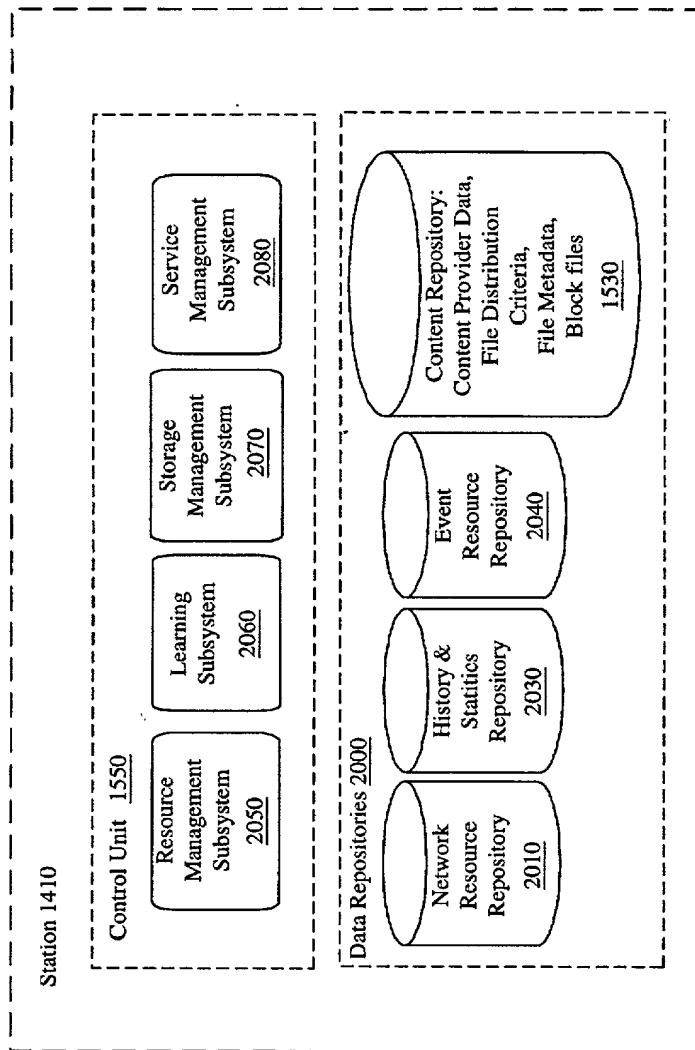 Station 1410
Control Unit 1550
Resource
Management
Subsystem
2050
Learning
Subsystem
2060
Storage
Management
Subsystem
2070
Service
Management
Subsystem
2080
Data Repositories 2000
Network
Resource
Repository
2010
History &
Statitics
Repository
2030
Event
Resource
Repository
2040
Content Repository:
Content Provider Data,
File Distribution
Criteria,
File Metadata,
Block files
1530